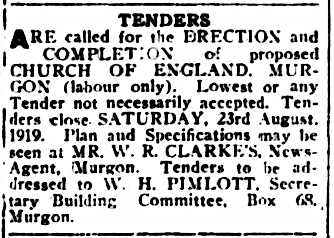 TENDERS
ARE called for the ERECTION and
COMPLETION of proposed
CHURCH OF ENGLAND, MUR-
GON (labour only). Lowest or any
Tender not necessarily accepted. Ten-
ders close SATURDAY, 23rd August,
1919. Plan and Specifications may be
seen at MR. W. R. CLARKE'S, News-
Agent, Murgon. Tenders to be ad-
dressed to W. H. PIMLOTT, Secre-
tary Building Committee, Box 68,
Murgon.